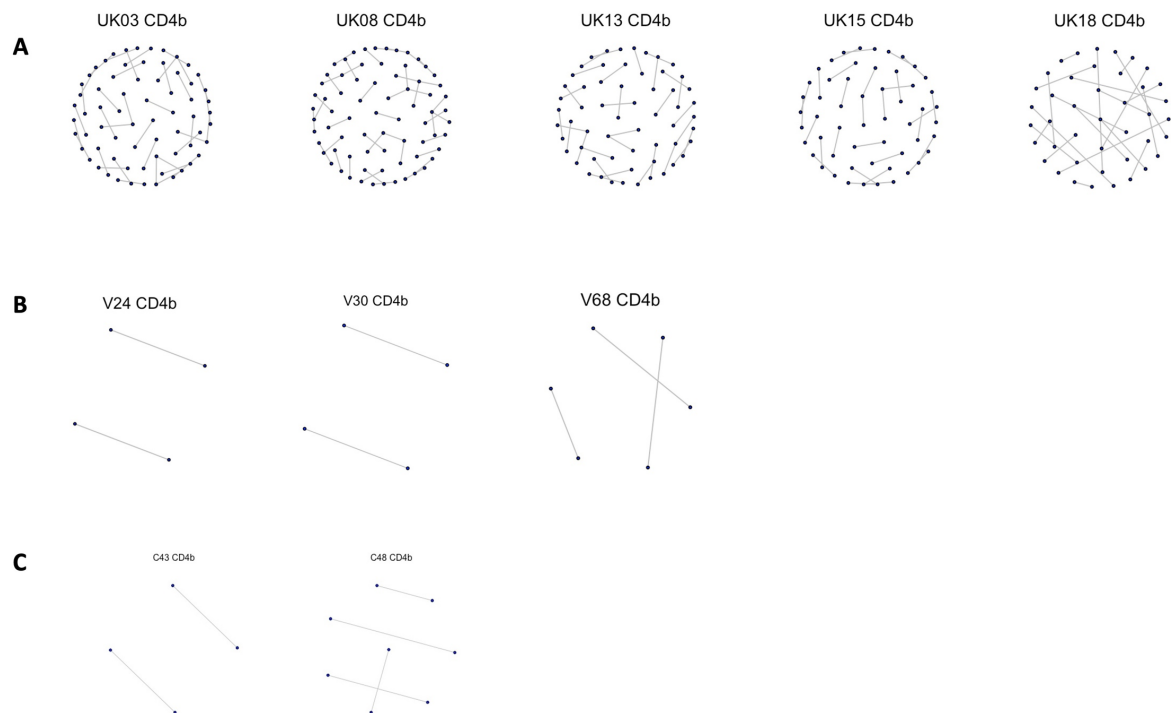 A
UK03 CD4b
UK08 CD4b
UK13 CD4b
UK15 CD4b
UK18 CD4b
B
V24 CD4b
V30 CD4b
V68 CD4b
C
C43 CD4b
C48 CD4b